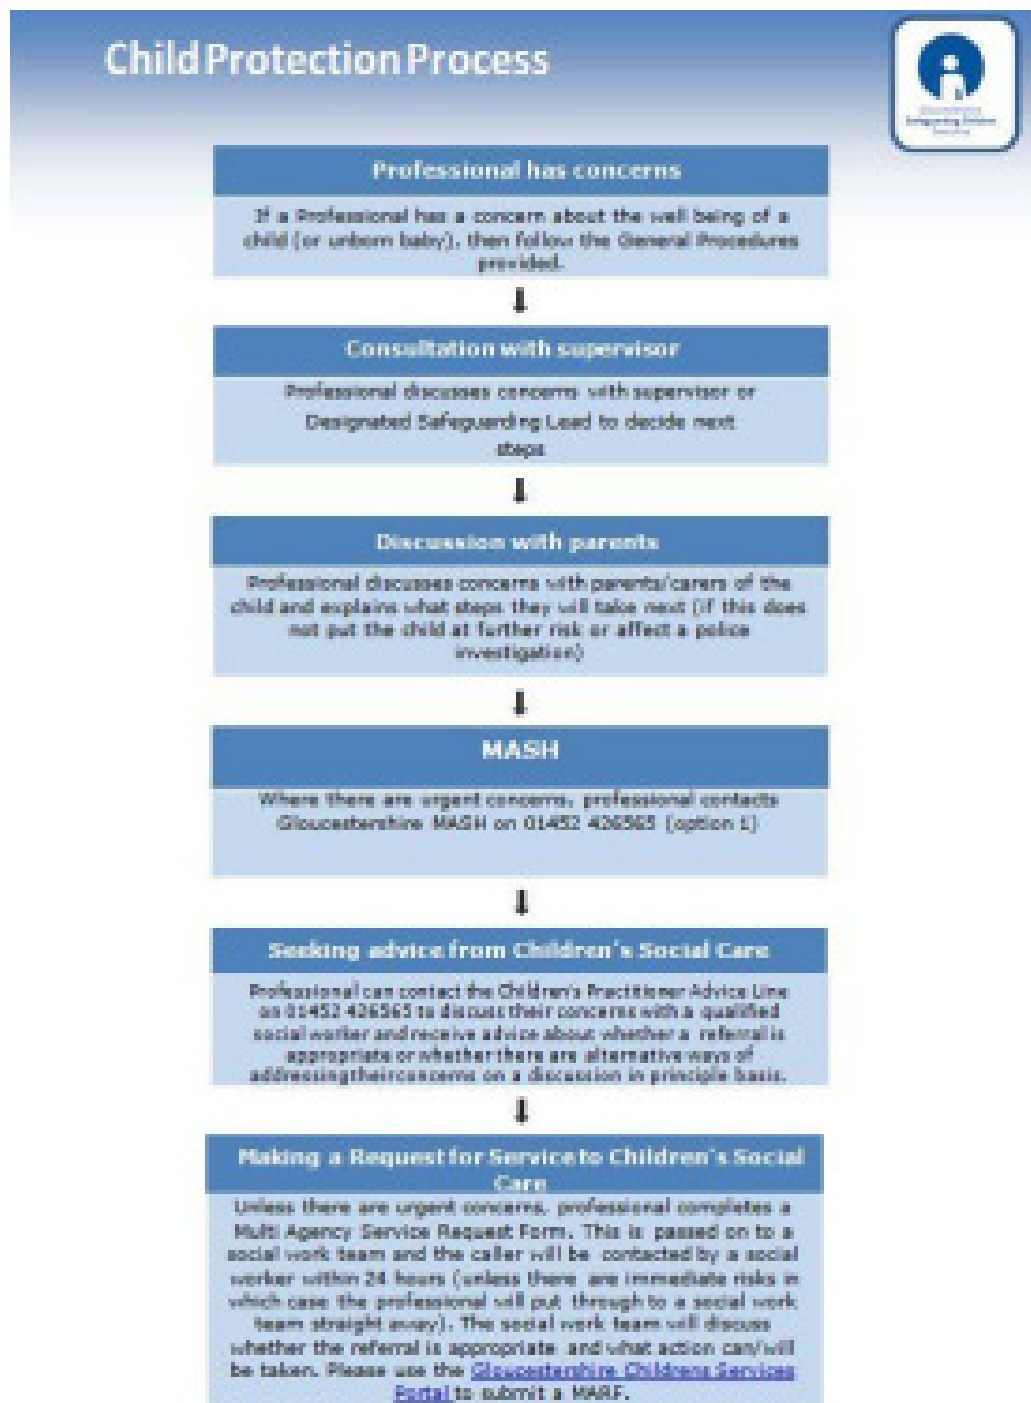 Child Protection Process
Safeguarding Children
Professional has concerns
If a Professional has a concern about the well being of a
child (or unborn baby), then follow the General Procedures
provided.
Consultation with supervisor
Professional discusses concerns with supervisor or
Designated Safeguarding Lead to decide next
steps
Discussion with parents
Professional discusses concerns with parents/carers of the
child and explains what steps they will take next (if this does
not put the child at further risk or affect a police
investigation)
MASH
Where there are urgent concerns, professional contacts
Gloucestershire MASH on 01452 426565 (option 1)
Seeking advice from Children's Social Care
Professional can contact the Children's Practitioner Advice Line
on 01452 426565 to discuss their concerns with a qualified
social worker and receive advice about whether a referral is
appropriate or whether there are alternative ways of
addressing their concerns on a discussion in principle basis.
Making a Request for Service to Children's Social
Care
Unless there are urgent concerns, professional completes a
Multi Agency Service Request Form. This is passed on to a
social work team and the caller will be contacted by a social
worker within 24 hours (unless there are immediate risks in
which case the professional will put through to a social work
team straight away). The social work team will discuss
whether the referral is appropriate and what action can/will
be taken. Please use the Gloucestershire Childrens Services
Portal to submit a MARF.